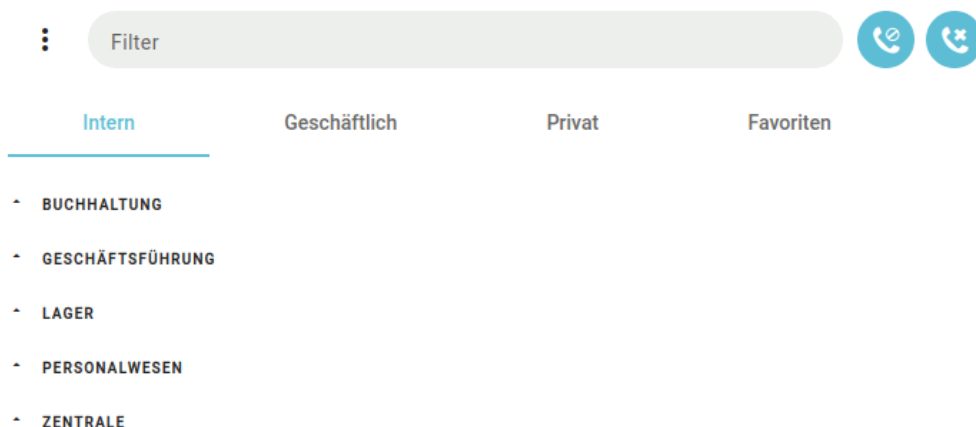 Filter
Intern Geschäftlich Privat Favoriten
BUCHHALTUNG
GESCHÄFTSFÜHRUNG
LAGER
PERSONALWESEN
ZENTRALE